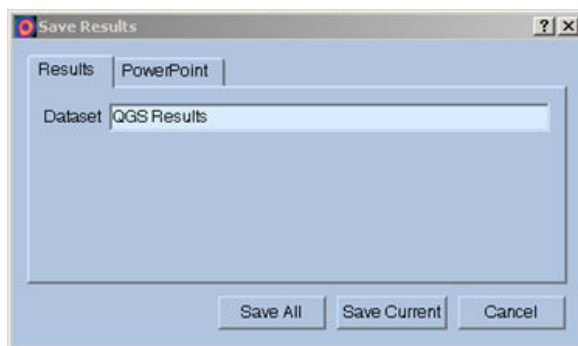 Save Results ? X
Results PowerPoint
Dataset QGS Results
Save All Save Current Cancel